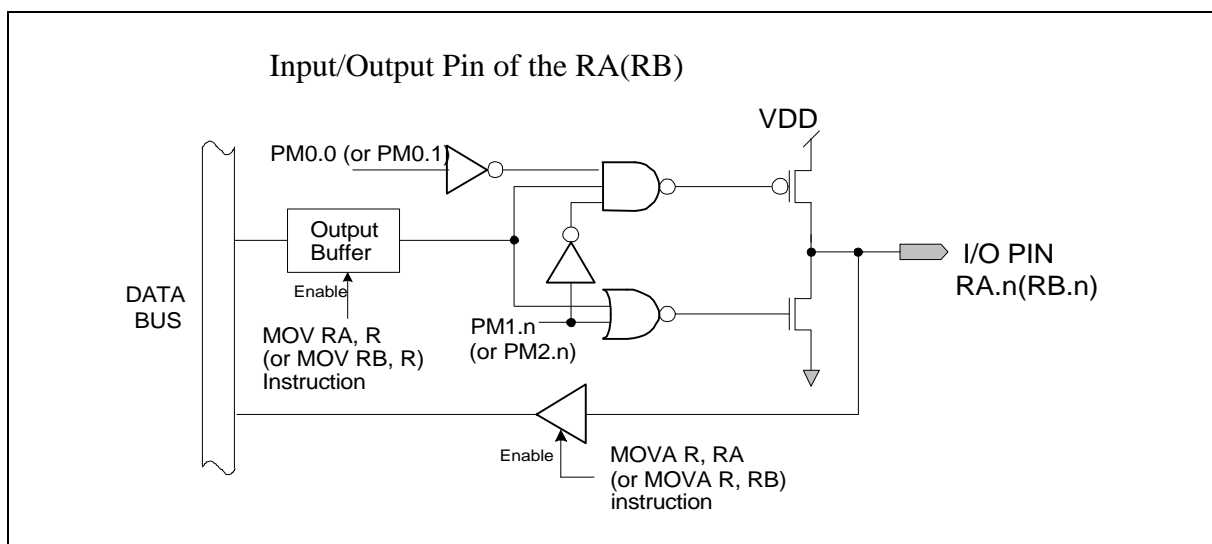 Input/Output Pin of the RA(RB)
VDD
PM0.0 (or PM0.1)
Output
Buffer
I/O PIN
RA.n(RB.n)
Enable
DATA
BUS
PM1.n
(or PM2.n)
MOV RA, R
(or MOV RB, R)
Instruction
Enable
MOVA R, RA
(or MOVA R, RB)
instruction